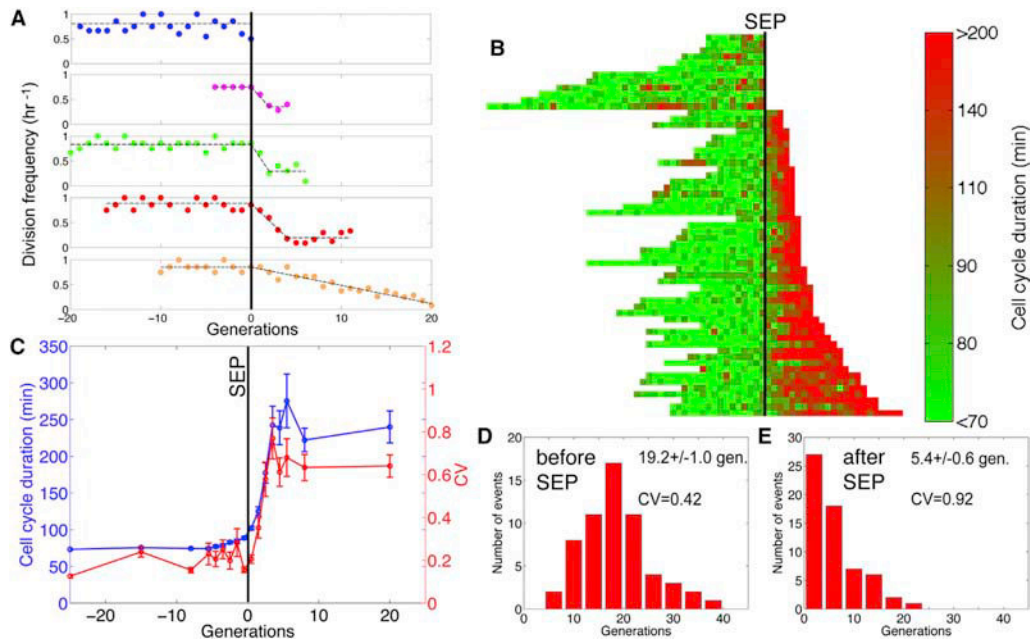 A
Division frequency (hr -1)
1
0.5
0
1
0.5
0
1
0.5
0
1
0.5
0
1
0.5
0
-20
-10
0
10
20
Generations
B
SEP
>200
140
110
90
80
<70
Cell cycle duration (min)
C
SEP
350
300
250
200
150
100
50
0
Cell cycle duration (min)
1.2
1
0.8
0.6
0.4
0.2
0
CV
-20
-10
0
10
20
Generations
D
before
SEP
19.2+/-1.0 gen.
CV=0.42
20
15
10
5
0
Number of events
0
10
20
30
40
Generations
E
after
SEP
5.4+/-0.6 gen.
CV=0.92
30
25
20
15
10
5
0
Number of events
0
10
20
30
40
Generations